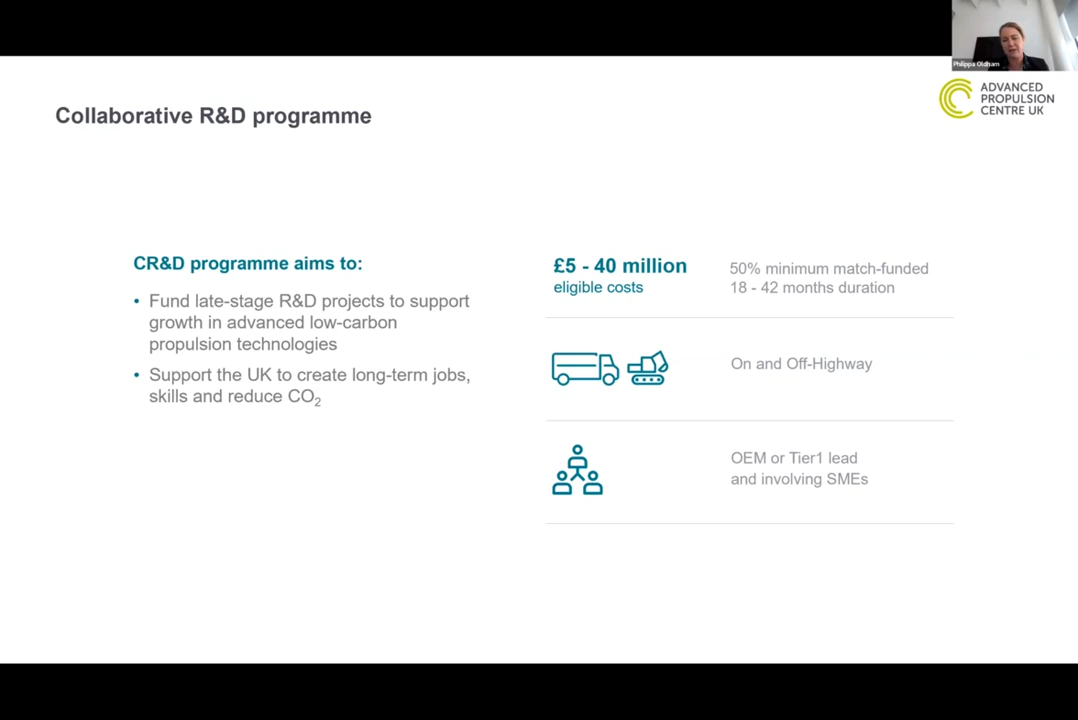 Philippa Oldham
ADVANCED
PROPULSION
CENTRE UK
Collaborative R&D programme
CR&D programme aims to:
• Fund late-stage R&D projects to support
growth in advanced low-carbon
propulsion technologies
• Support the UK to create long-term jobs,
skills and reduce CO₂
£5 - 40 million
eligible costs
50% minimum match-funded
18 - 42 months duration
On and Off-Highway
OEM or Tier1 lead
and involving SMEs